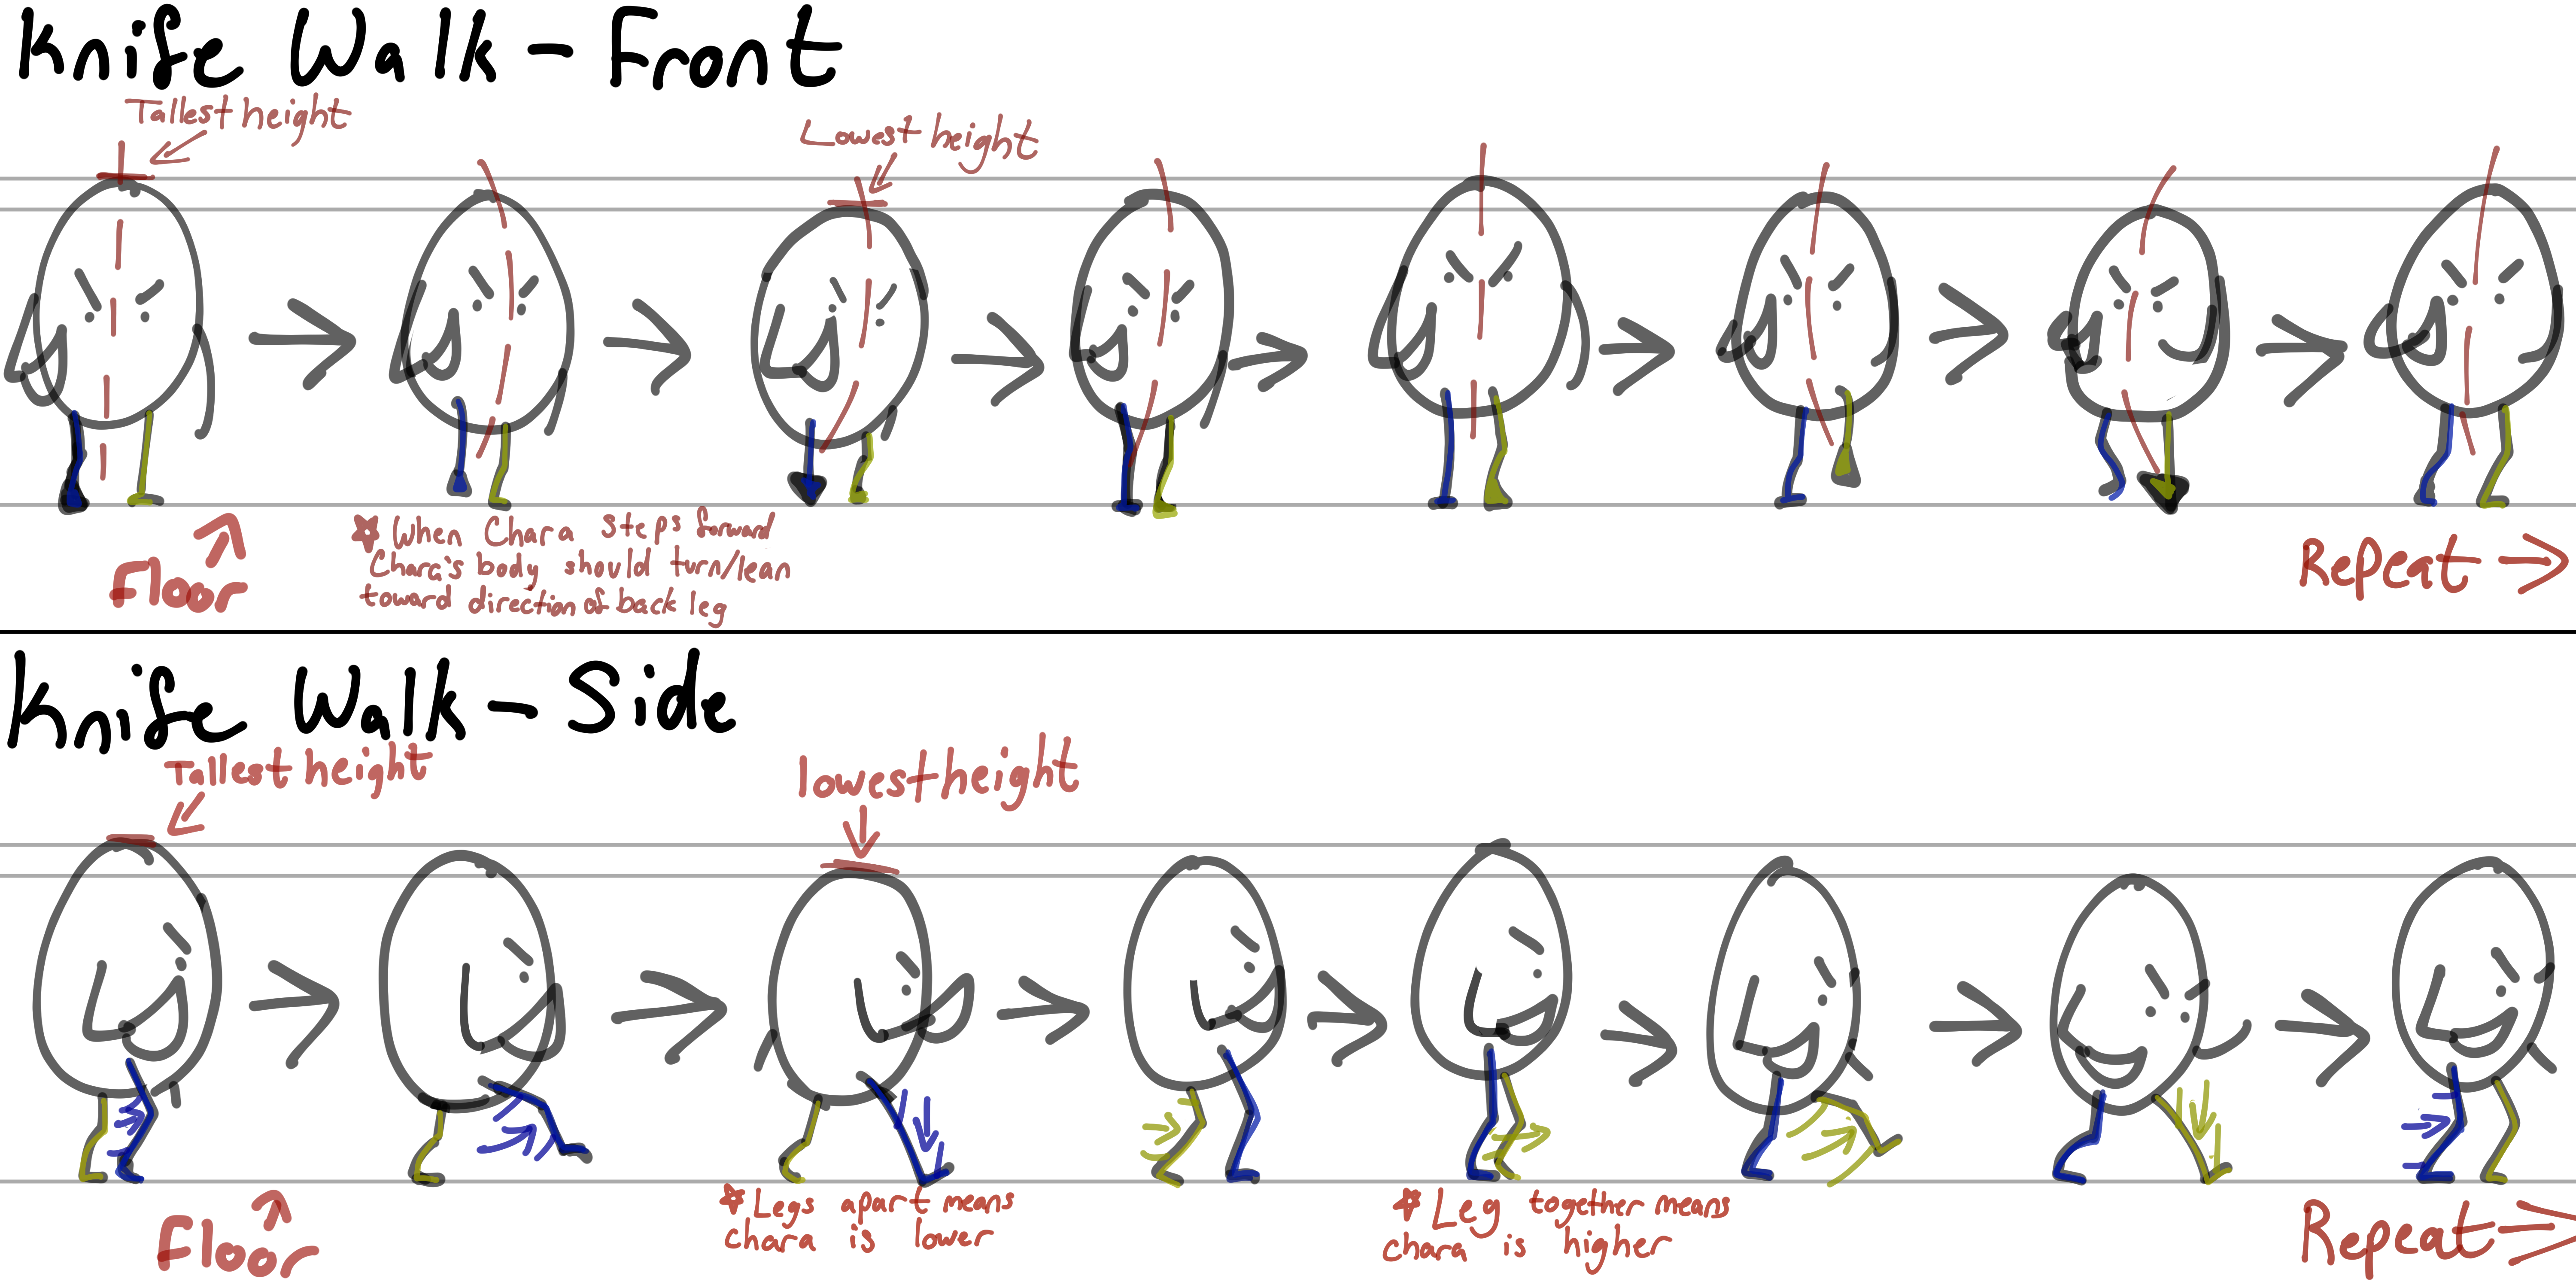 Knife Walk - Front
Tallest height
Lowest height
Floor
☆ When Chara steps forward
Chara's body should turn/lean
toward direction of back leg
Repeat →
Knife Walk - Side
Tallest height
lowest height
Floor
☆ Legs apart means
chara is lower
☆ Leg together means
chara is higher
Repeat →